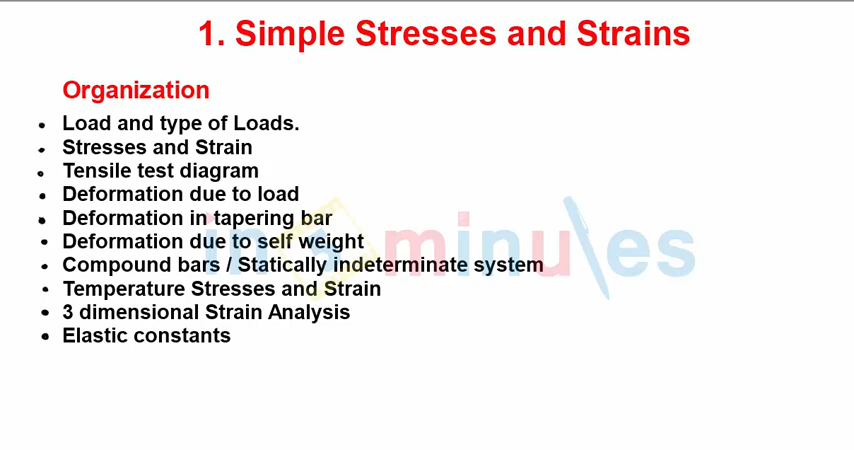 1. Simple Stresses and Strains
Organization
• Load and type of Loads.
• Stresses and Strain
• Tensile test diagram
• Deformation due to load
• Deformation in tapering bar
• Deformation due to self weight
• Compound bars / Statically indeterminate system
• Temperature Stresses and Strain
• 3 dimensional Strain Analysis
• Elastic constants
in minutes